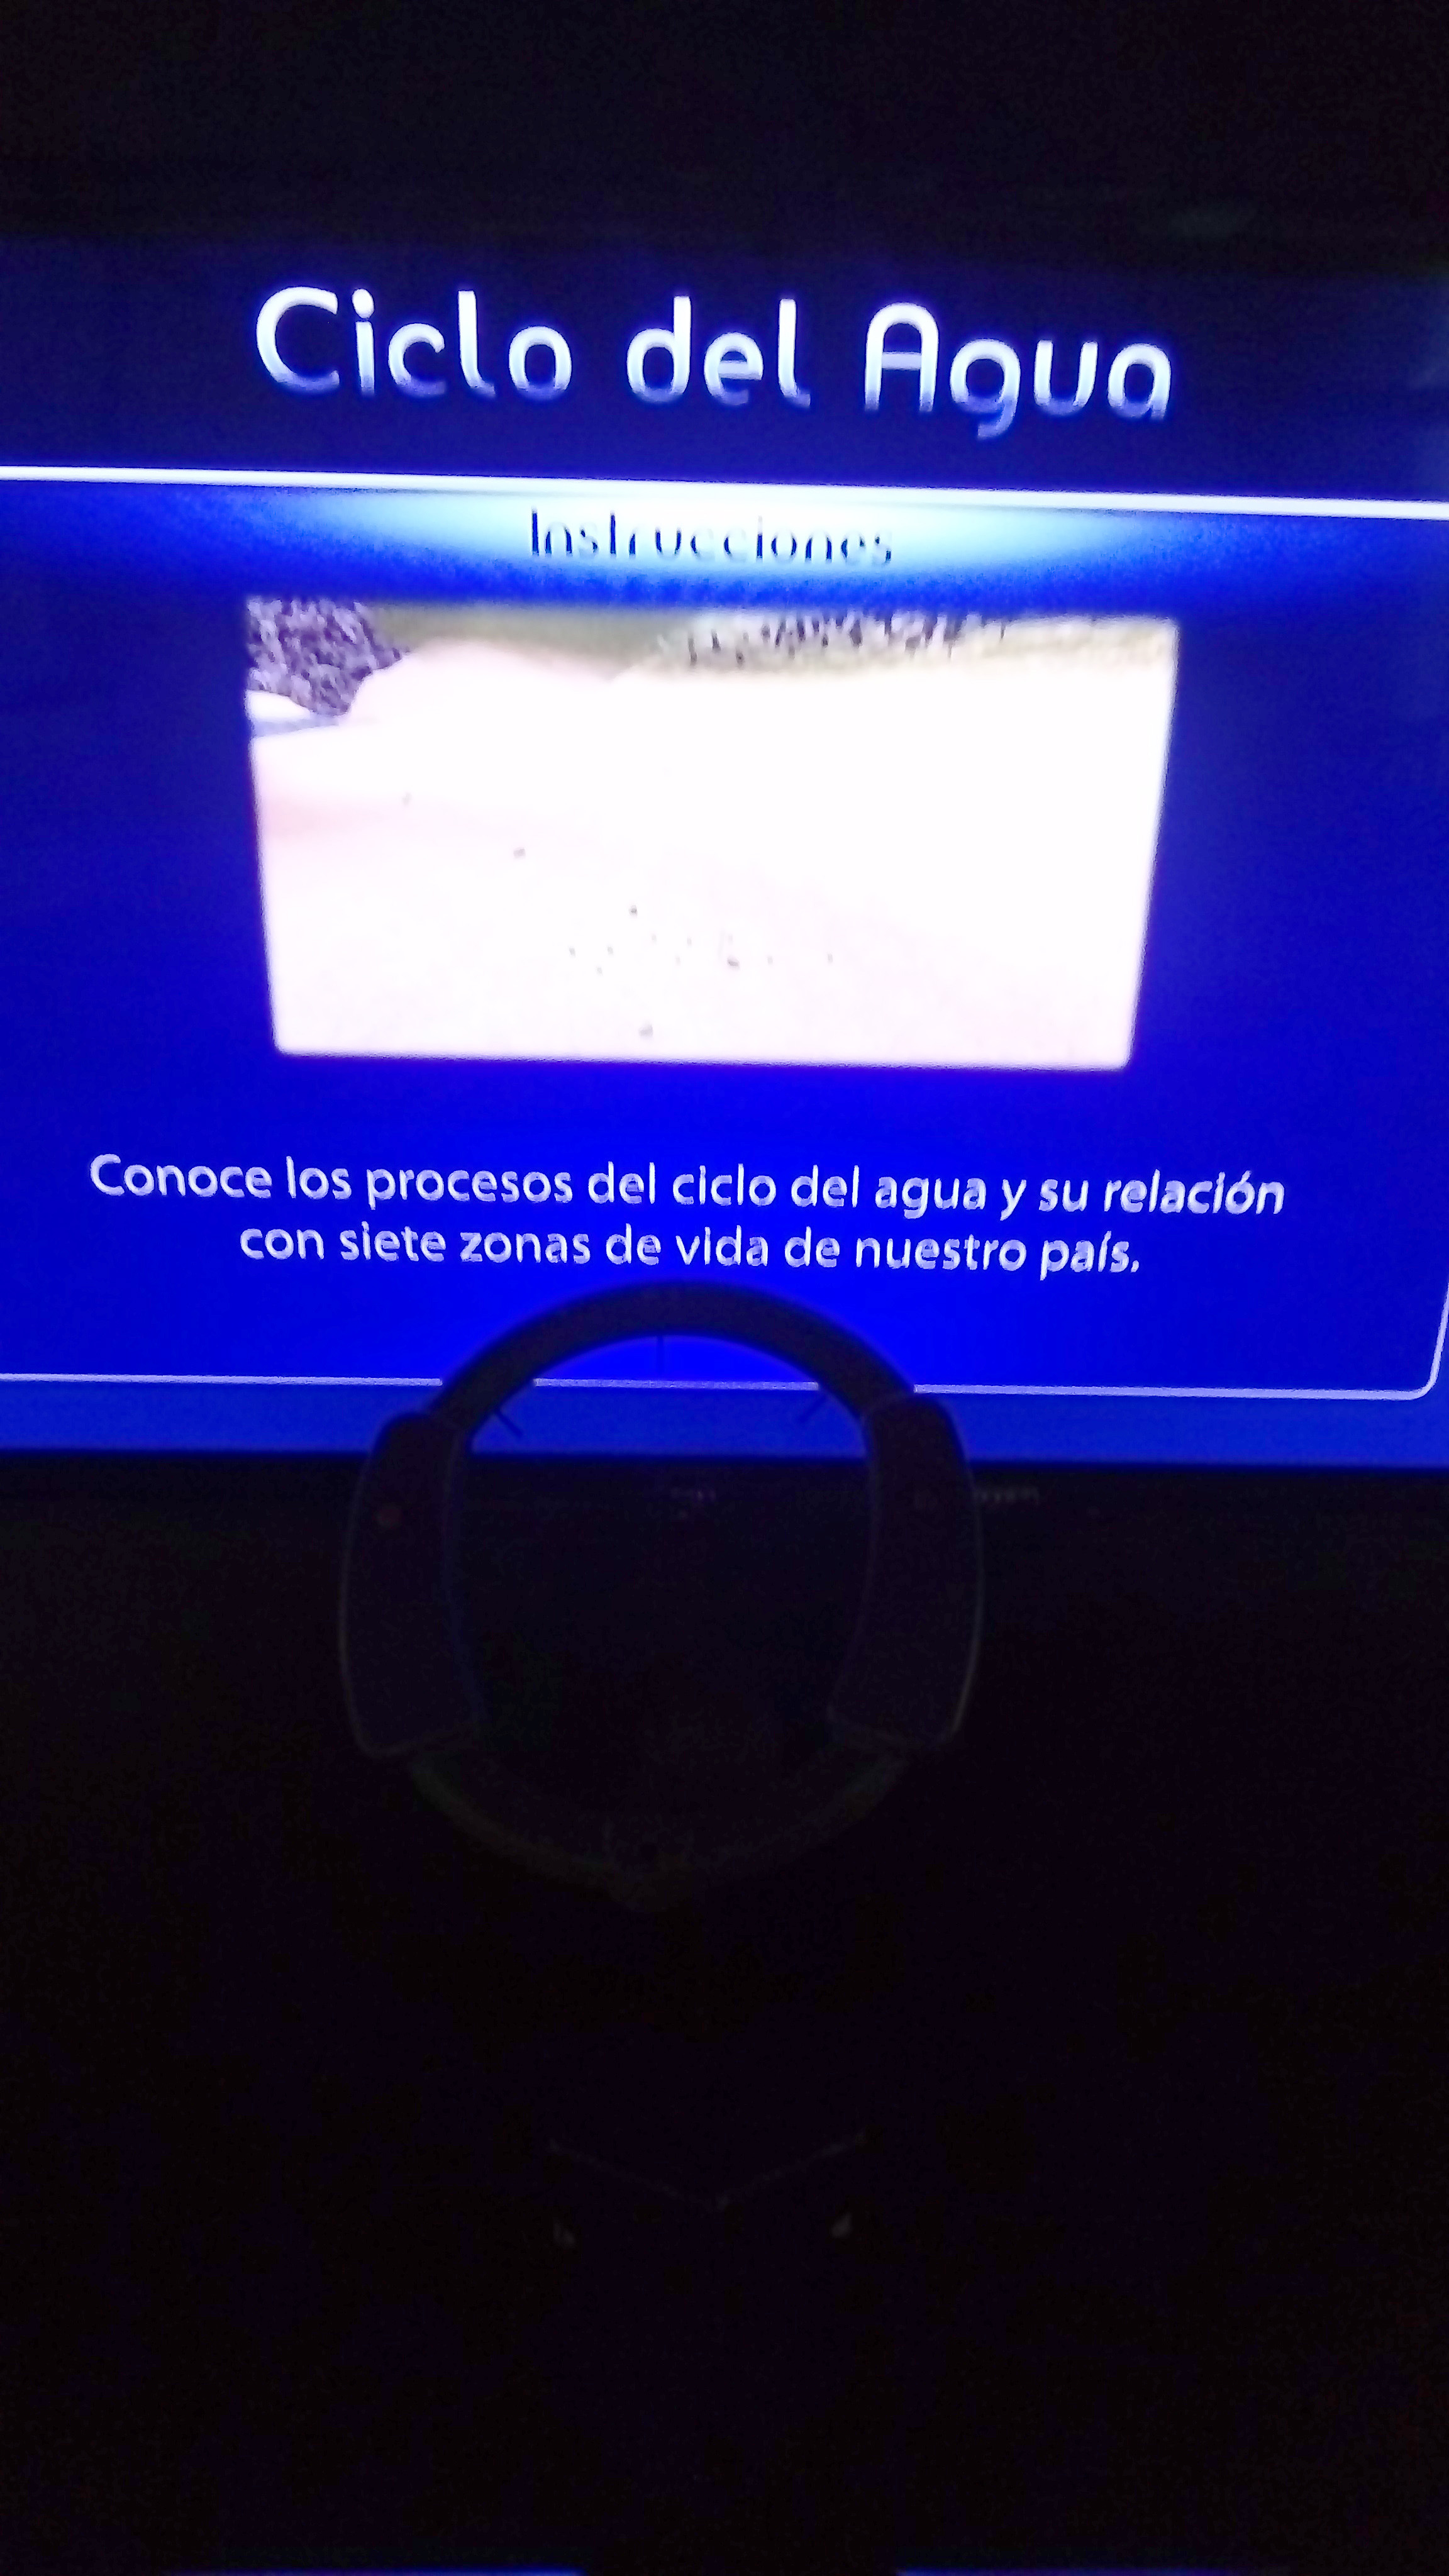 Ciclo del Agua
Instrucciones
Conoce los procesos del ciclo del agua y su relación
con siete zonas de vida de nuestro país.